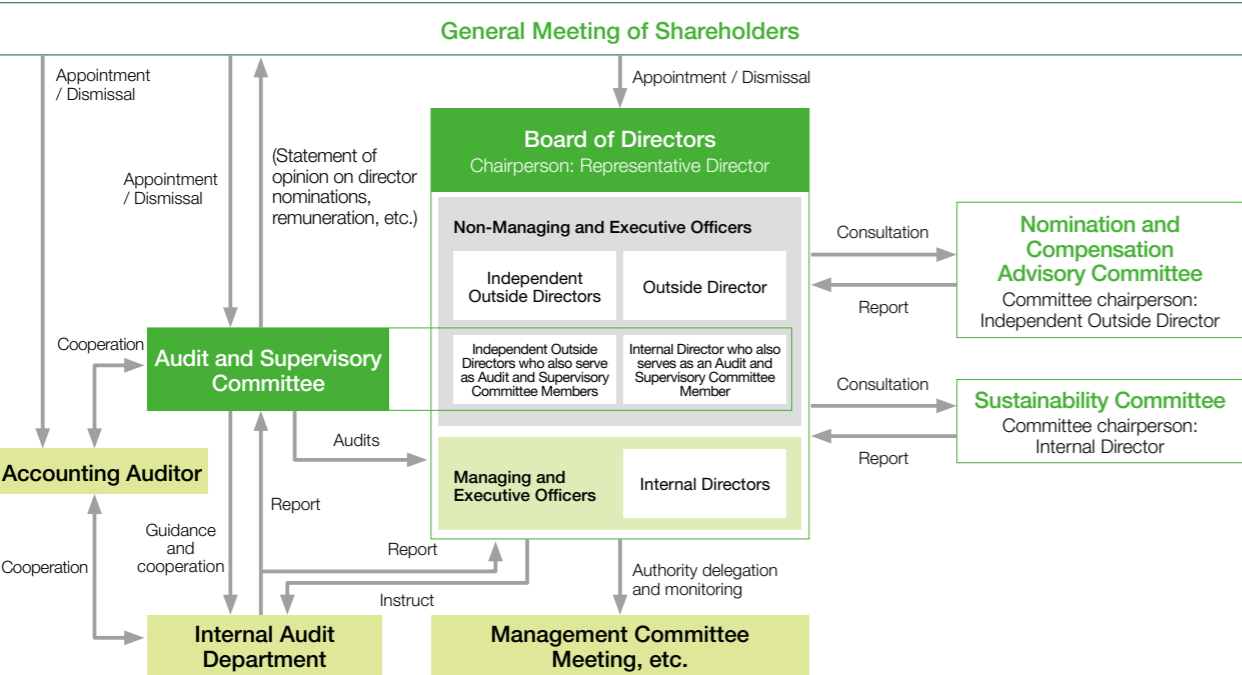 General Meeting of Shareholders
Appointment
/ Dismissal
Appointment
/ Dismissal
(Statement of
opinion on director
nominations,
remuneration, etc.)
Appointment / Dismissal
Board of Directors
Chairperson: Representative Director
Non-Managing and Executive Officers
Independent
Outside Directors
Outside Director
Independent Outside
Directors who also serve
as Audit and Supervisory
Committee Members
Internal Director who also
serves as an Audit and
Supervisory Committee
Member
Managing and
Executive Officers
Internal Directors
Consultation
Report
Nomination and
Compensation
Advisory Committee
Committee chairperson:
Independent Outside Director
Consultation
Report
Sustainability Committee
Committee chairperson:
Internal Director
Cooperation
Audit and Supervisory
Committee
Audits
Accounting Auditor
Cooperation
Guidance
and
cooperation
Report
Report
Instruct
Authority delegation
and monitoring
Internal Audit
Department
Management Committee
Meeting, etc.